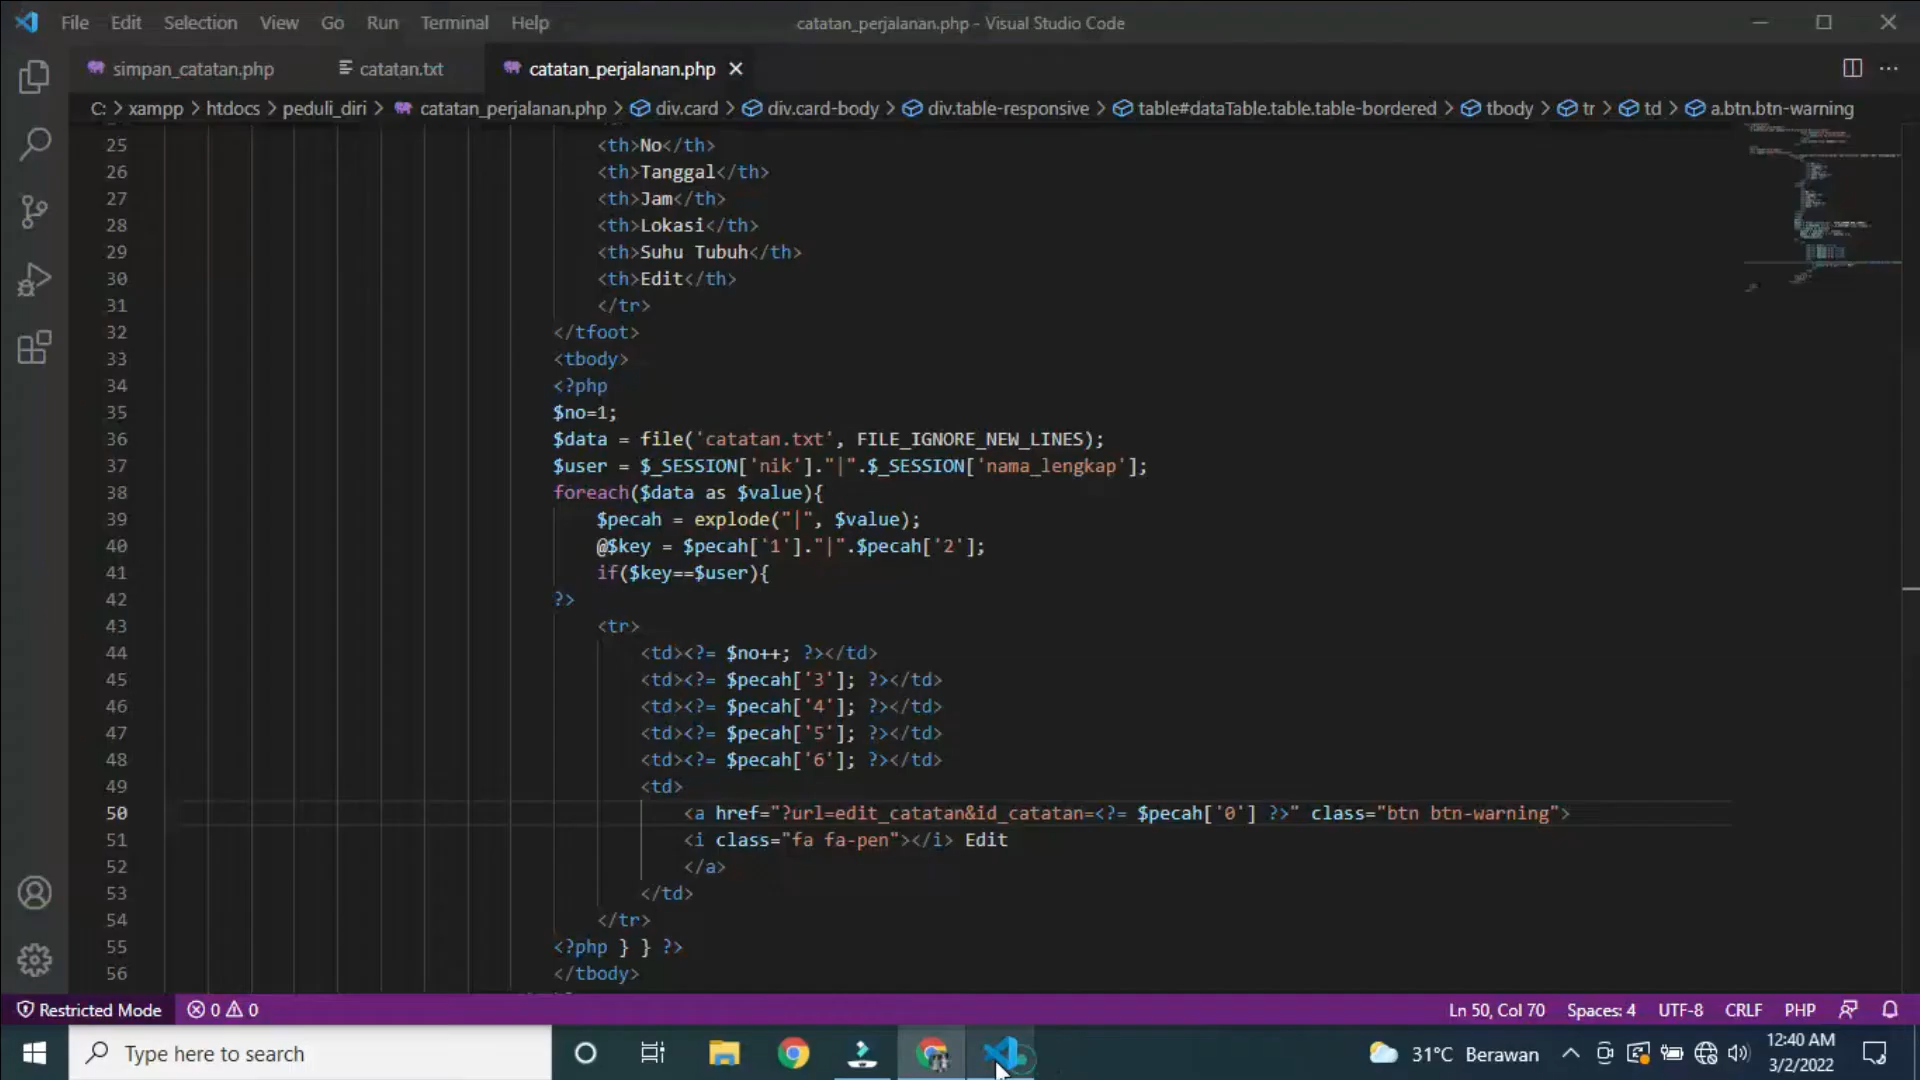 File Edit Selection View Go Run Terminal Help catatan_perjalanan.php - Visual Studio Code
simpan_catatan.php catatan.txt catatan_perjalanan.php
C: > xampp > htdocs > peduli_diri > catatan_perjalanan.php > div.card > div.card-body > div.table-responsive > table#dataTable.table.table-bordered > tbody > tr > td > a.btn.btn-warning
25 <th>No</th>
26 <th>Tanggal</th>
27 <th>Jam</th>
28 <th>Lokasi</th>
29 <th>Suhu Tubuh</th>
30 <th>Edit</th>
31 </tr>
32 </tfoot>
33 <tbody>
34 <?php
35 $no=1;
36 $data = file('catatan.txt', FILE_IGNORE_NEW_LINES);
37 $user = $_SESSION['nik']."|".$_SESSION['nama_lengkap'];
38 foreach($data as $value){
39 $pecah = explode("|", $value);
40 @$key = $pecah['1']."|".$pecah['2'];
41 if($key==$user){
42 ?>
43 <tr>
44 <td><?= $no++; ?></td>
45 <td><?= $pecah['3']; ?></td>
46 <td><?= $pecah['4']; ?></td>
47 <td><?= $pecah['5']; ?></td>
48 <td><?= $pecah['6']; ?></td>
49 <td>
50 <a href="?url=edit_catatan&id_catatan=<?= $pecah['0'] ?>" class="btn btn-warning">
51 <i class="fa fa-pen"></i> Edit
52 </a>
53 </td>
54 </tr>
55 <?php } } ?>
56 </tbody>
Restricted Mode 0 0 Ln 50, Col 70 Spaces: 4 UTF-8 CRLF PHP
Type here to search 31°C Berawan 12:40 AM
3/2/2022